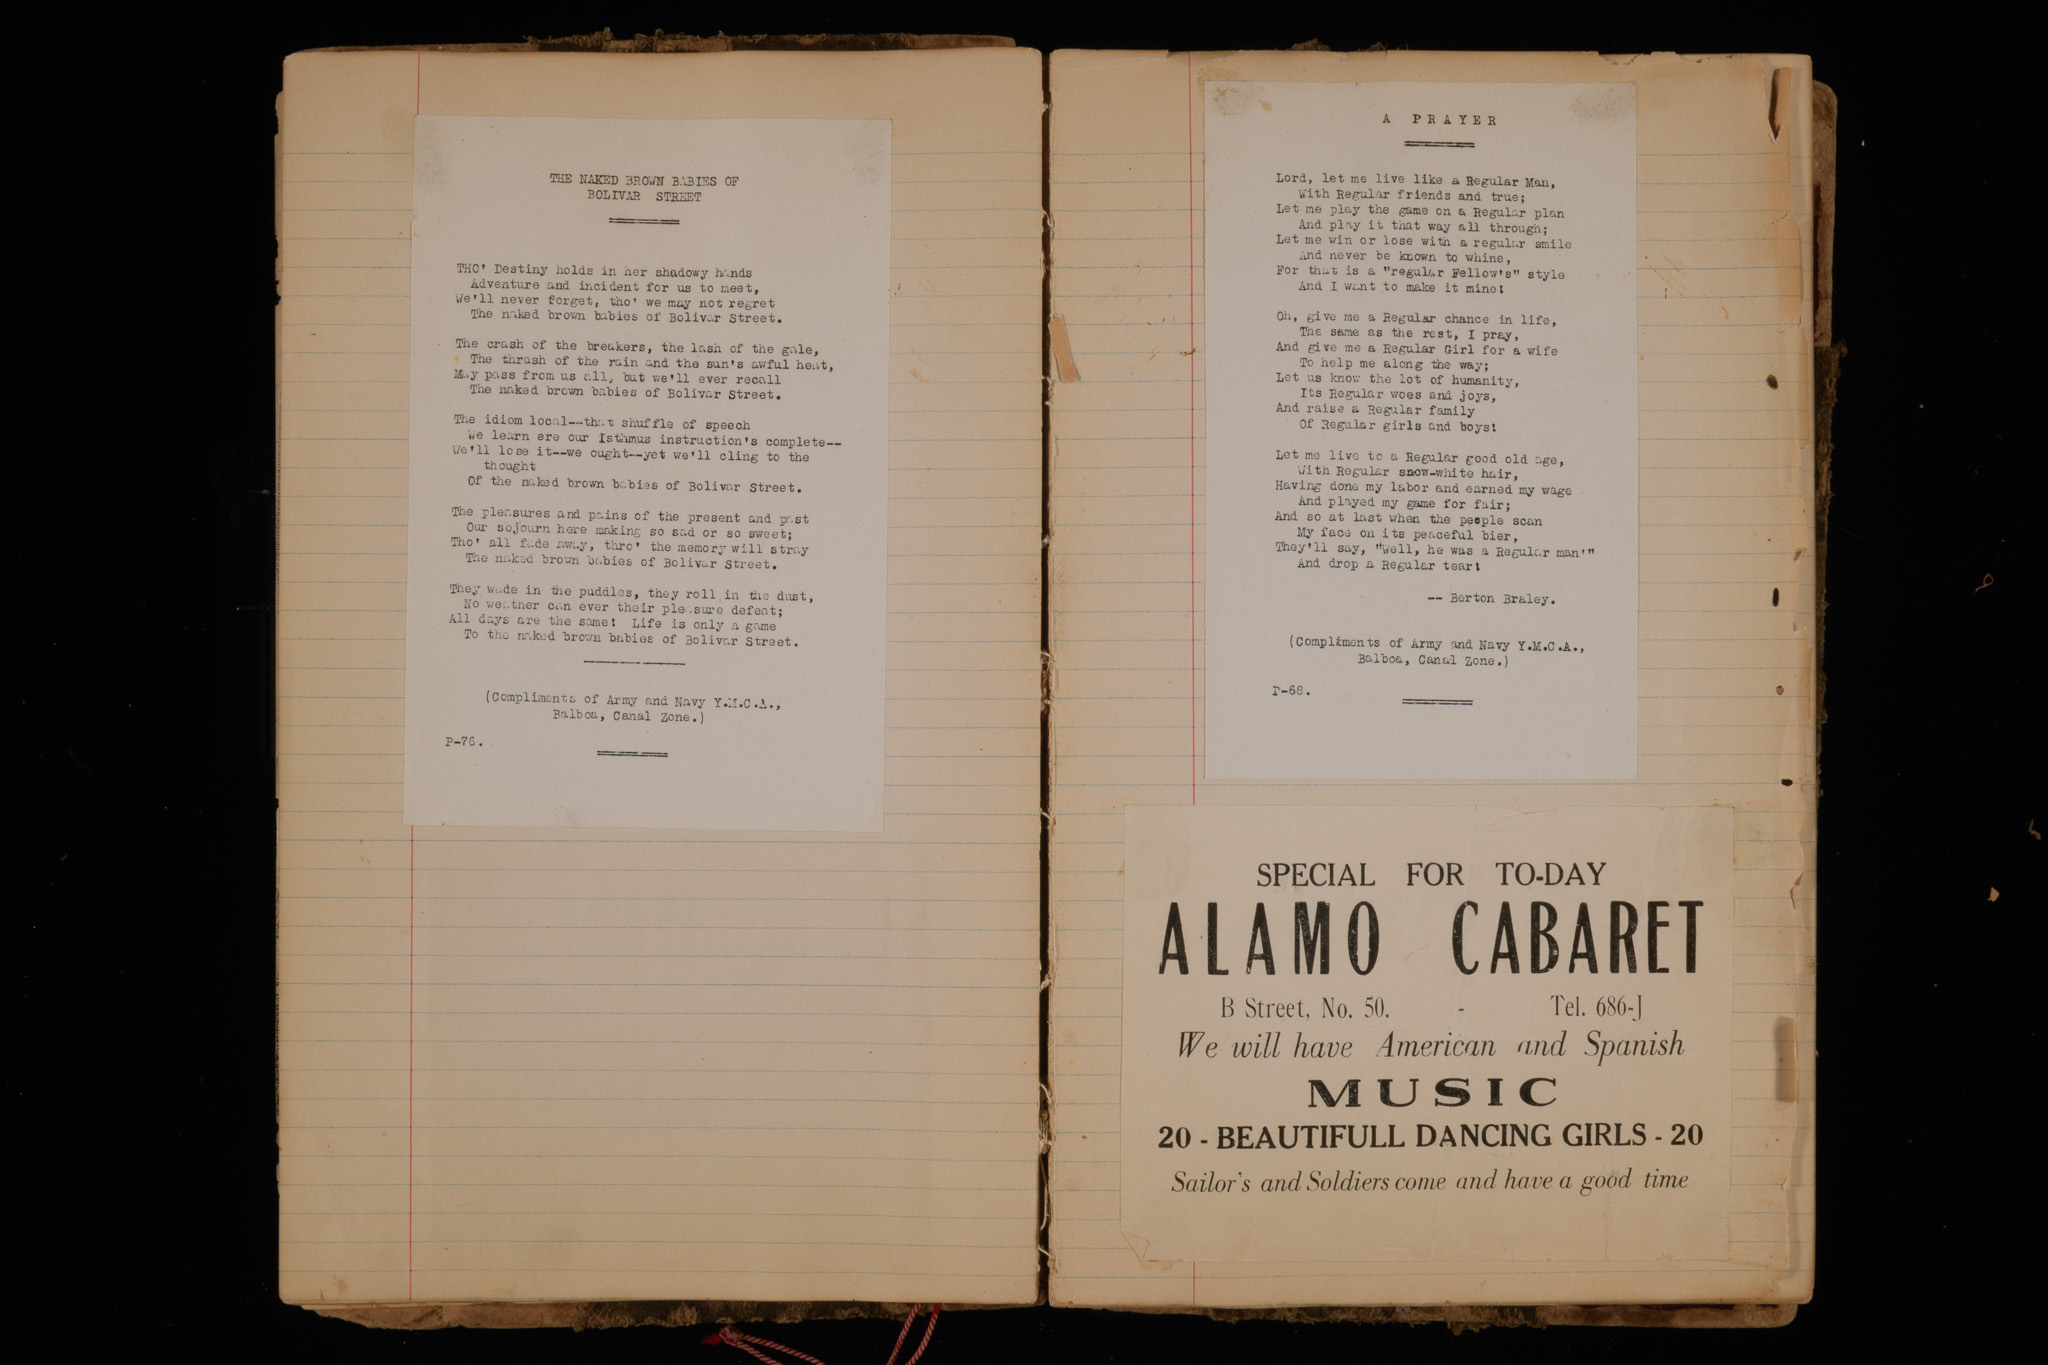 THE NAKED BROWN BABIES OF
BOLIVAR STREET
THO' Destiny holds in her shadowy hands
Adventure and incident for us to meet,
We'll never forget, tho' we may not regret
The naked brown babies of Bolivar Street.
The crash of the breakers, the lash of the gale,
The thrash of the rain and the sun's awful heat,
May pass from us all, but we'll ever recall
The naked brown babies of Bolivar Street.
The idiom local--that shuffle of speech
We learn ere our Isthmus instruction's complete--
We'll lose it--we ought--yet we'll cling to the
thought
Of the naked brown babies of Bolivar Street.
The pleasures and pains of the present and past
Our sojourn here making so sad or so sweet;
Tho' all fade away, thro' the memory will stray
The naked brown babies of Bolivar Street.
They wade in the puddles, they roll in the dust,
No weather can ever their pleasure defeat;
All days are the same! Life is only a game
To the naked brown babies of Bolivar Street.
(Compliments of Army and Navy Y.M.C.A.,
Balboa, Canal Zone.)
P-76.
A PRAYER
Lord, let me live like a Regular Man,
With Regular friends and true;
Let me play the game on a Regular plan
And play it that way all through;
Let me win or lose with a regular smile
And never be known to whine,
For that is a "regular Fellow's" style
And I want to make it mine!
Oh, give me a Regular chance in life,
The same as the rest, I pray,
And give me a Regular Girl for a wife
To help me along the way;
Let us know the lot of humanity,
Its Regular woes and joys,
And raise a Regular family
Of Regular girls and boys!
Let me live to a Regular good old age,
With Regular snow-white hair,
Having done my labor and earned my wage
And played my game for fair;
And so at last when the people scan
My face on its peaceful bier,
They'll say, "Well, he was a Regular man'"
And drop a Regular tear!
-- Berton Braley.
(Compliments of Army and Navy Y.M.C.A.,
Balboa, Canal Zone.)
P-68.
SPECIAL FOR TO-DAY
ALAMO CABARET
B Street, No. 50. - Tel. 686-J
We will have American and Spanish
MUSIC
20 - BEAUTIFULL DANCING GIRLS - 20
Sailor's and Soldiers come and have a good time